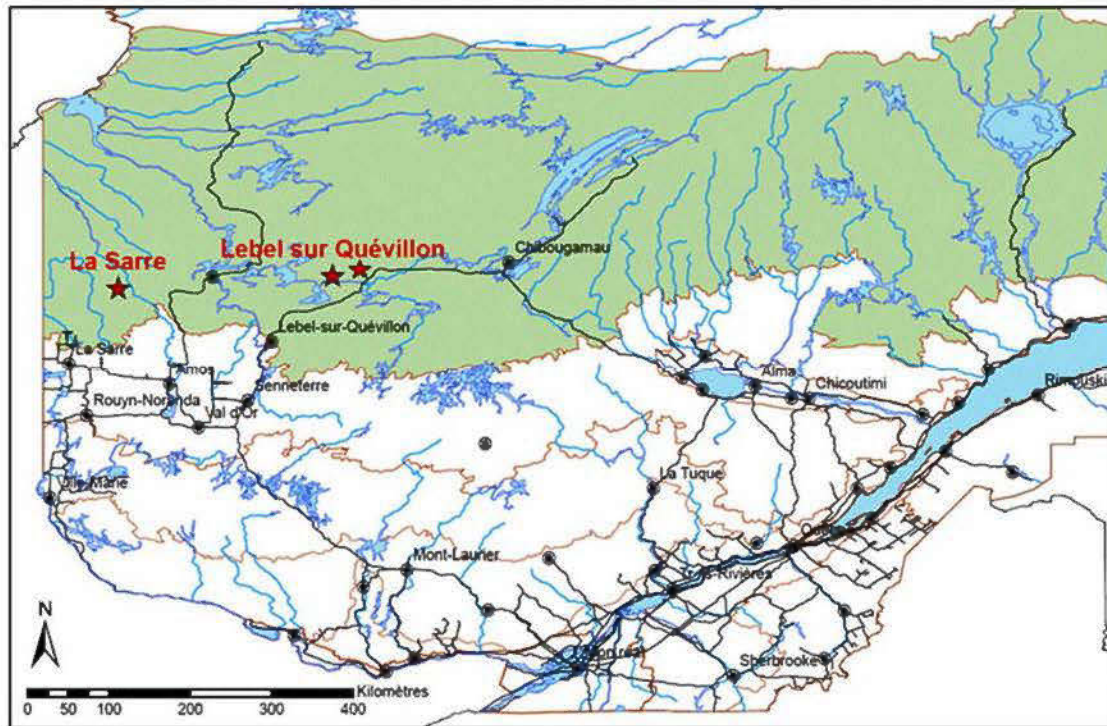 Lebel sur Quévillon
La Sarre
Chibougamau
Lebel-sur-Quévillon
La Sarre
Amos
Senneterre
Rouyn-Noranda
Val d'Or
Alma
Chicoutimi
Rimouski
La Tuque
Mont-Laurier
Sherbrooke
N
Kilomètres
0 50 100 200 300 400